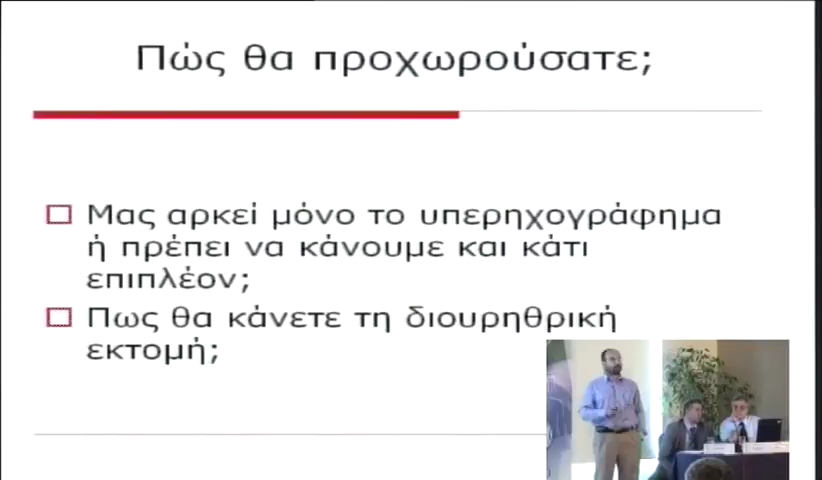 Πώς θα προχωρούσατε;
Μας αρκεί μόνο το υπερηχογράφημα
ή πρέπει να κάνουμε και κάτι
επιπλέον;
Πως θα κάνετε τη διουρηθρική
εκτομή;